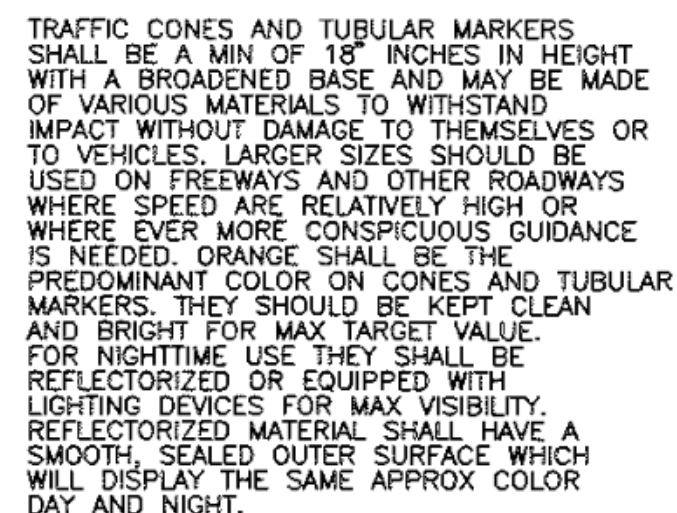 TRAFFIC CONES AND TUBULAR MARKERS
SHALL BE A MIN OF 18" INCHES IN HEIGHT
WITH A BROADENED BASE AND MAY BE MADE
OF VARIOUS MATERIALS TO WITHSTAND
IMPACT WITHOUT DAMAGE TO THEMSELVES OR
TO VEHICLES. LARGER SIZES SHOULD BE
USED ON FREEWAYS AND OTHER ROADWAYS
WHERE SPEED ARE RELATIVELY HIGH OR
WHERE EVER MORE CONSPICUOUS GUIDANCE
IS NEEDED. ORANGE SHALL BE THE
PREDOMINANT COLOR ON CONES AND TUBULAR
MARKERS. THEY SHOULD BE KEPT CLEAN
AND BRIGHT FOR MAX TARGET VALUE.
FOR NIGHTTIME USE THEY SHALL BE
REFLECTORIZED OR EQUIPPED WITH
LIGHTING DEVICES FOR MAX VISIBILITY.
REFLECTORIZED MATERIAL SHALL HAVE A
SMOOTH, SEALED OUTER SURFACE WHICH
WILL DISPLAY THE SAME APPROX COLOR
DAY AND NIGHT.